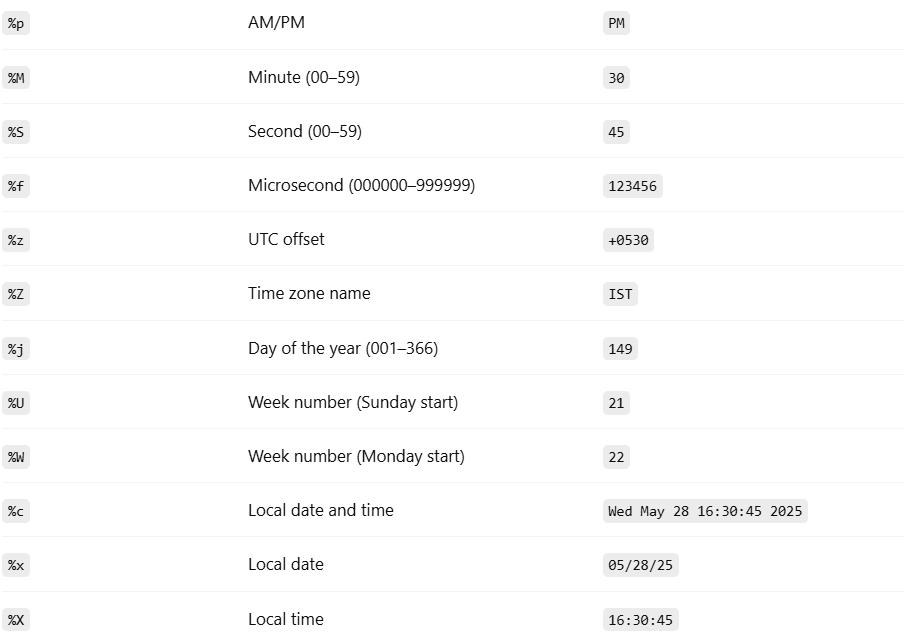 %p AM/PM PM
%M Minute (00–59) 30
%S Second (00–59) 45
%f Microsecond (000000–999999) 123456
%z UTC offset +0530
%Z Time zone name IST
%j Day of the year (001–366) 149
%U Week number (Sunday start) 21
%W Week number (Monday start) 22
%c Local date and time Wed May 28 16:30:45 2025
%x Local date 05/28/25
%X Local time 16:30:45